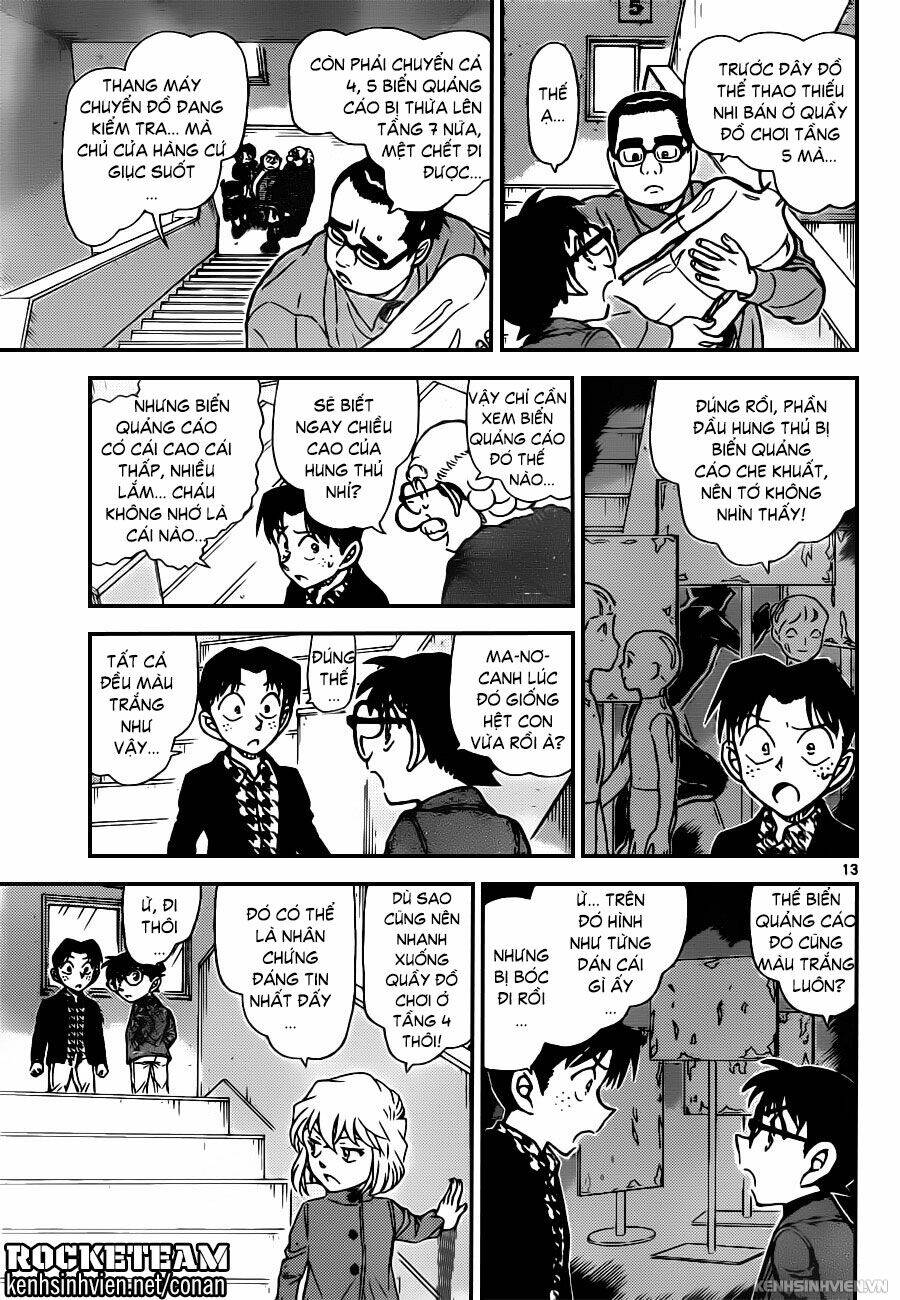 5
TRƯỚC ĐÂY ĐỒ
THỂ THAO THIẾU
NHI BÁN Ở QUẦY
ĐỒ CHƠI TẦNG
5 MÀ...
THẾ
Ạ...
CÒN PHẢI CHUYỂN CẢ
4, 5 BIỂN QUẢNG
CÁO BỊ THỪA LÊN
TẦNG 7 NỮA,
MỆT CHẾT ĐI
ĐƯỢC...
THANG MÁY
CHUYỂN ĐỒ ĐANG
KIỂM TRA... MÀ
CHỦ CỬA HÀNG CỨ
GIỤC SUỐT
...
ĐÚNG RỒI, PHẦN
ĐẦU HUNG THỦ BỊ
BIỂN QUẢNG
CÁO CHE KHUẤT,
NÊN TỚ KHÔNG
NHÌN THẤY!
VẬY CHỈ CẦN
XEM BIỂN
QUẢNG CÁO
ĐÓ THẾ
NÀO...
SẼ BIẾT
NGAY CHIỀU
CAO CỦA
HUNG THỦ
NHỈ?
NHƯNG BIỂN
QUẢNG CÁO
CÓ CÁI CAO CÁI
THẤP, NHIỀU
LẮM... CHÁU
KHÔNG NHỚ LÀ
CÁI NÀO...
MA-NƠ-
CANH LÚC
ĐÓ GIỐNG
HỆT CON
VỪA RỒI À?
ĐÚNG
THẾ
...
TẤT CẢ
ĐỀU MÀU
TRẮNG
NHƯ
VẬY...
13
THẾ BIỂN
QUẢNG CÁO
ĐÓ CŨNG
MÀU TRẮNG
LUÔN?
Ừ... TRÊN
ĐÓ HÌNH
NHƯ TỪNG
DÁN CÁI
GÌ ẤY
...
NHƯNG
BỊ BÓC
ĐI RỒI
DÙ SAO
CŨNG NÊN
NHANH
XUỐNG
QUẦY ĐỒ
CHƠI Ở
TẦNG 4
THÔI!
ĐÓ CÓ THỂ
LÀ NHÂN
CHỨNG
ĐÁNG TIN
NHẤT ĐẤY
...
Ừ, ĐI
THÔI
ROCKETEAM
kenhsinhvien.net/conan
KENHSINHVIEN.VN